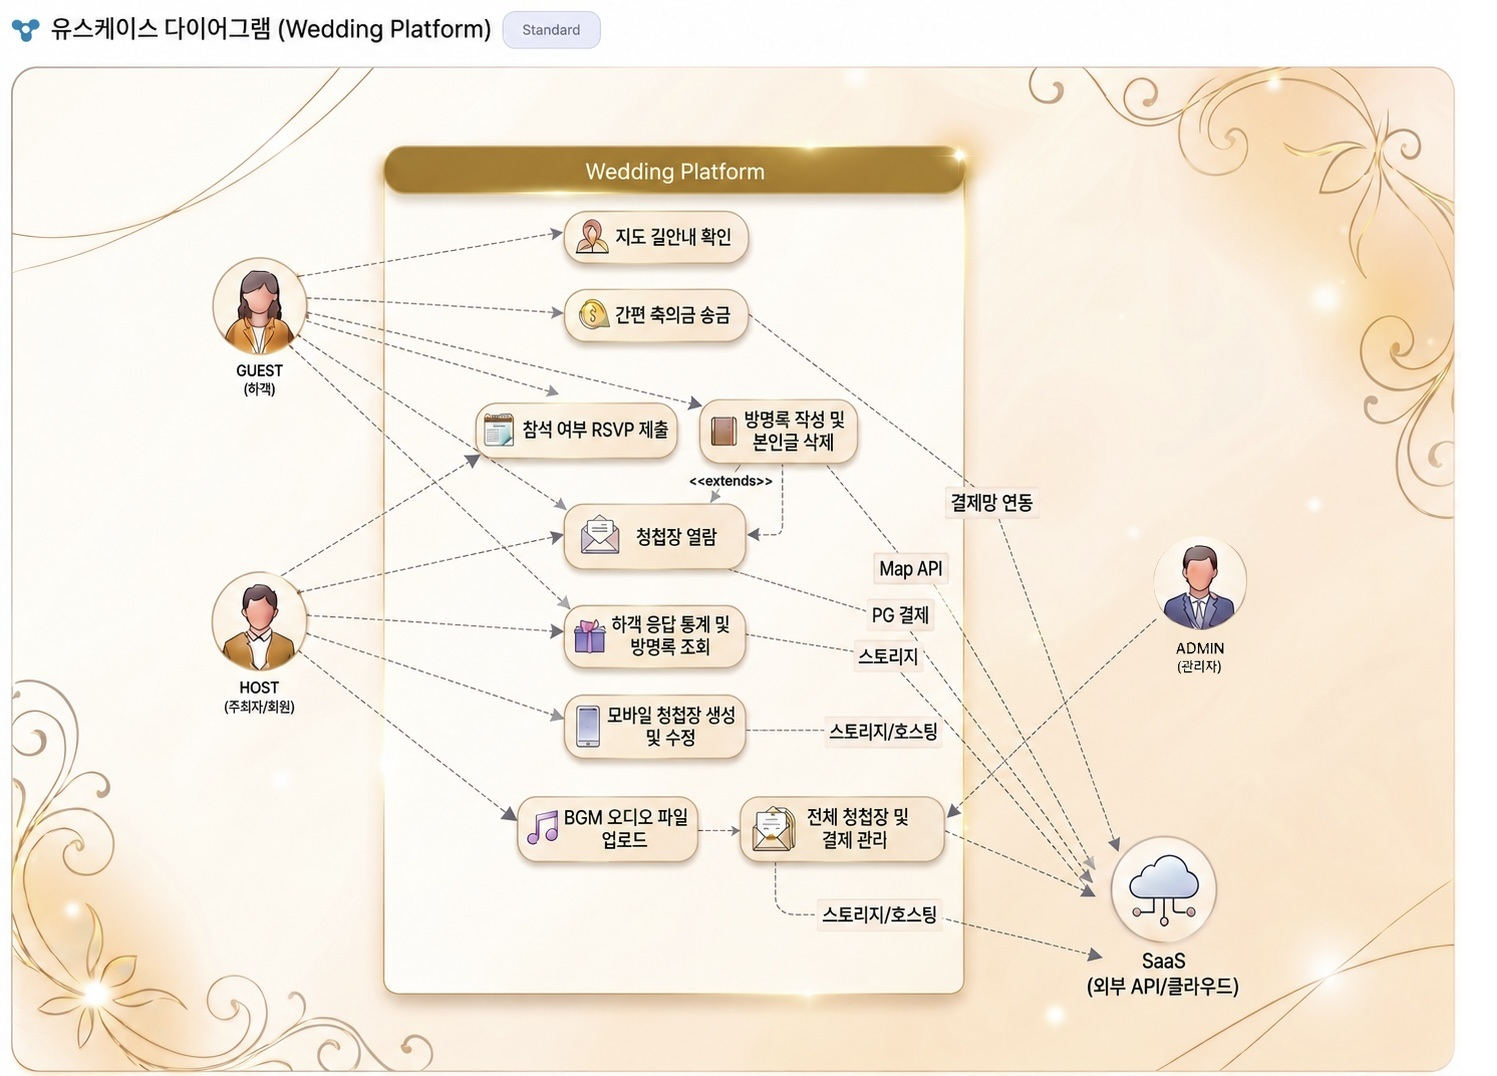 유스케이스 다이어그램 (Wedding Platform)
Standard
Wedding Platform
지도 길안내 확인
간편 축의금 송금
GUEST
(하객)
참석 여부 RSVP 제출
방명록 작성 및
본인글 삭제
<<extends>>
결제망 연동
청첩장 열람
Map API
PG 결제
하객 응답 통계 및
방명록 조회
스토리지
ADMIN
(관리자)
HOST
(주최자/회원)
모바일 청첩장 생성
및 수정
스토리지/호스팅
BGM 오디오 파일
업로드
전체 청첩장 및
결제 관리
스토리지/호스팅
SaaS
(외부 API/클라우드)